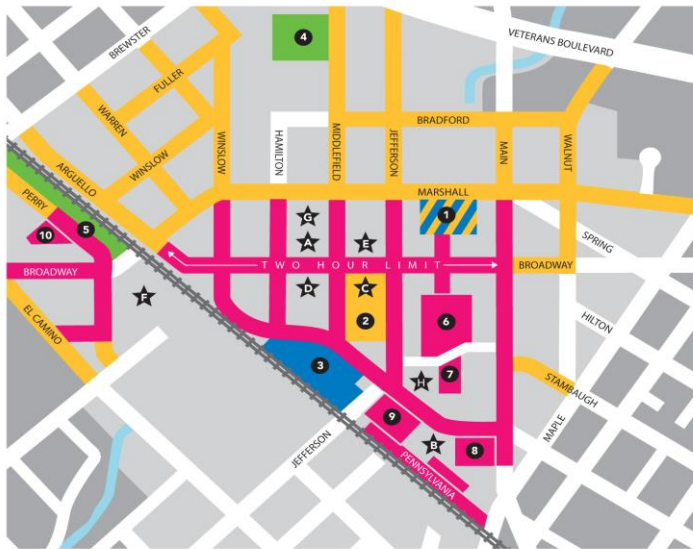 BREWSTER
4
VETERANS BOULEVARD
FULLER
WARREN
WINSLOW
BRADFORD
WINSLOW
HAMILTON
MIDDLEFIELD
JEFFERSON
MAIN
WALNUT
ARGUELLO
MARSHALL
PERRY
G
1
10
5
A
E
SPRING
BROADWAY
TWO HOUR LIMIT
BROADWAY
F
D
C
EL CAMINO
2
6
HILTON
3
H
7
STAMBAUGH
9
JEFFERSON
B
8
MAPLE
PENNSYLVANIA